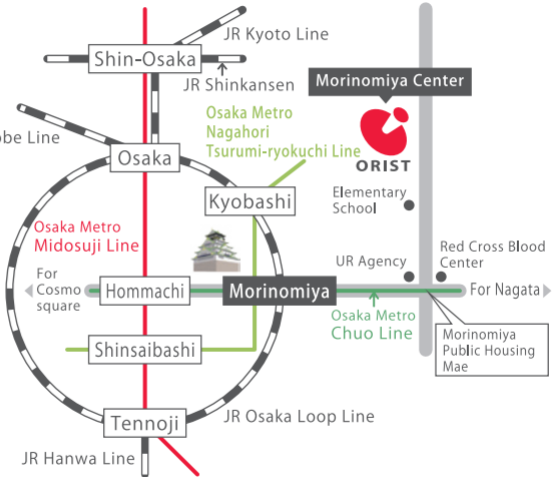 JR Kyoto Line
Shin-Osaka
JR Shinkansen
Morinomiya Center
Osaka Metro
Nagahori
Tsurumi-ryokuchi Line
ORIST
obe Line
Osaka
Kyobashi
Elementary
School
Osaka Metro
Midosuji Line
UR Agency
Red Cross Blood
Center
For
Cosmo
square
Hommachi
Morinomiya
For Nagata
Osaka Metro
Chuo Line
Morinomiya
Public Housing
Mae
Shinsaibashi
Tennoji
JR Osaka Loop Line
JR Hanwa Line